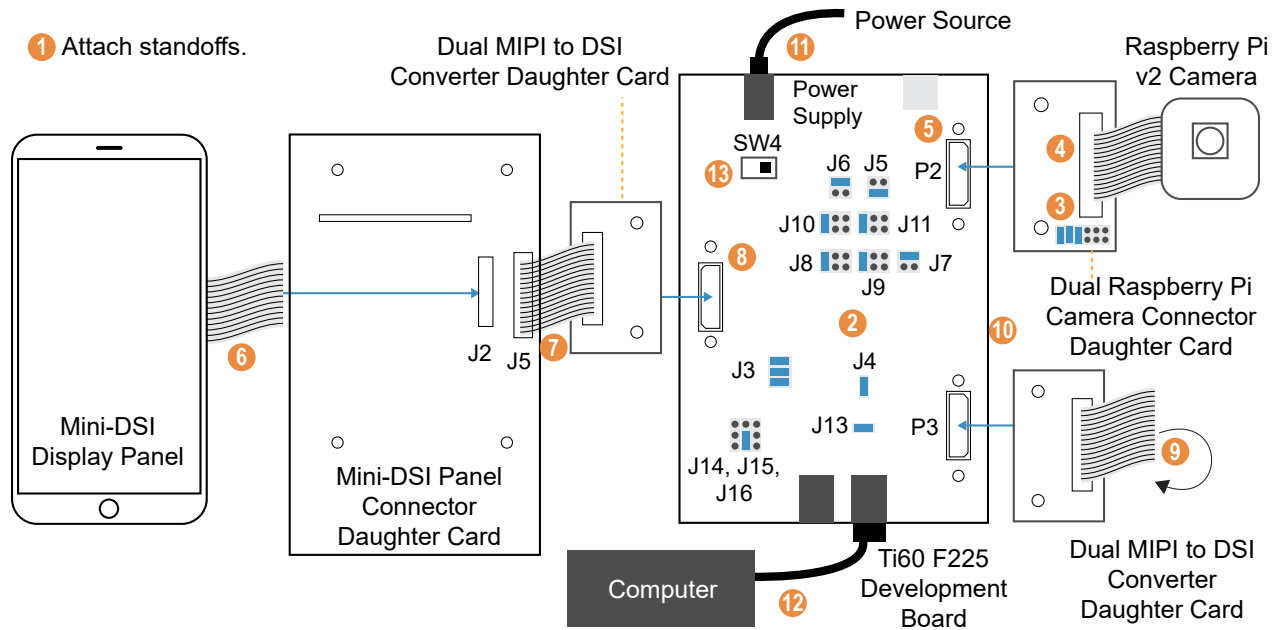 1 Attach standoffs.
Dual MIPI to DSI
Converter Daughter Card
11
Power Source
Raspberry Pi
v2 Camera
Power
Supply
5
4
SW4
13
J6 J5
P2
3
J10 J11
8
J8 J7
J9
Dual Raspberry Pi
Camera Connector
Daughter Card
2
10
6
J2
J5
7
J3
J4
Mini-DSI
Display Panel
J13
P3
9
J14, J15,
J16
Mini-DSI Panel
Connector
Daughter Card
Computer
12
Ti60 F225
Development
Board
Dual MIPI to DSI
Converter
Daughter Card